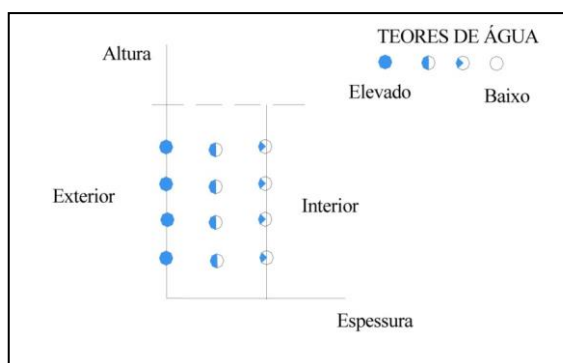 TEORES DE ÁGUA
Altura
Elevado
Baixo
Exterior
Interior
Espessura